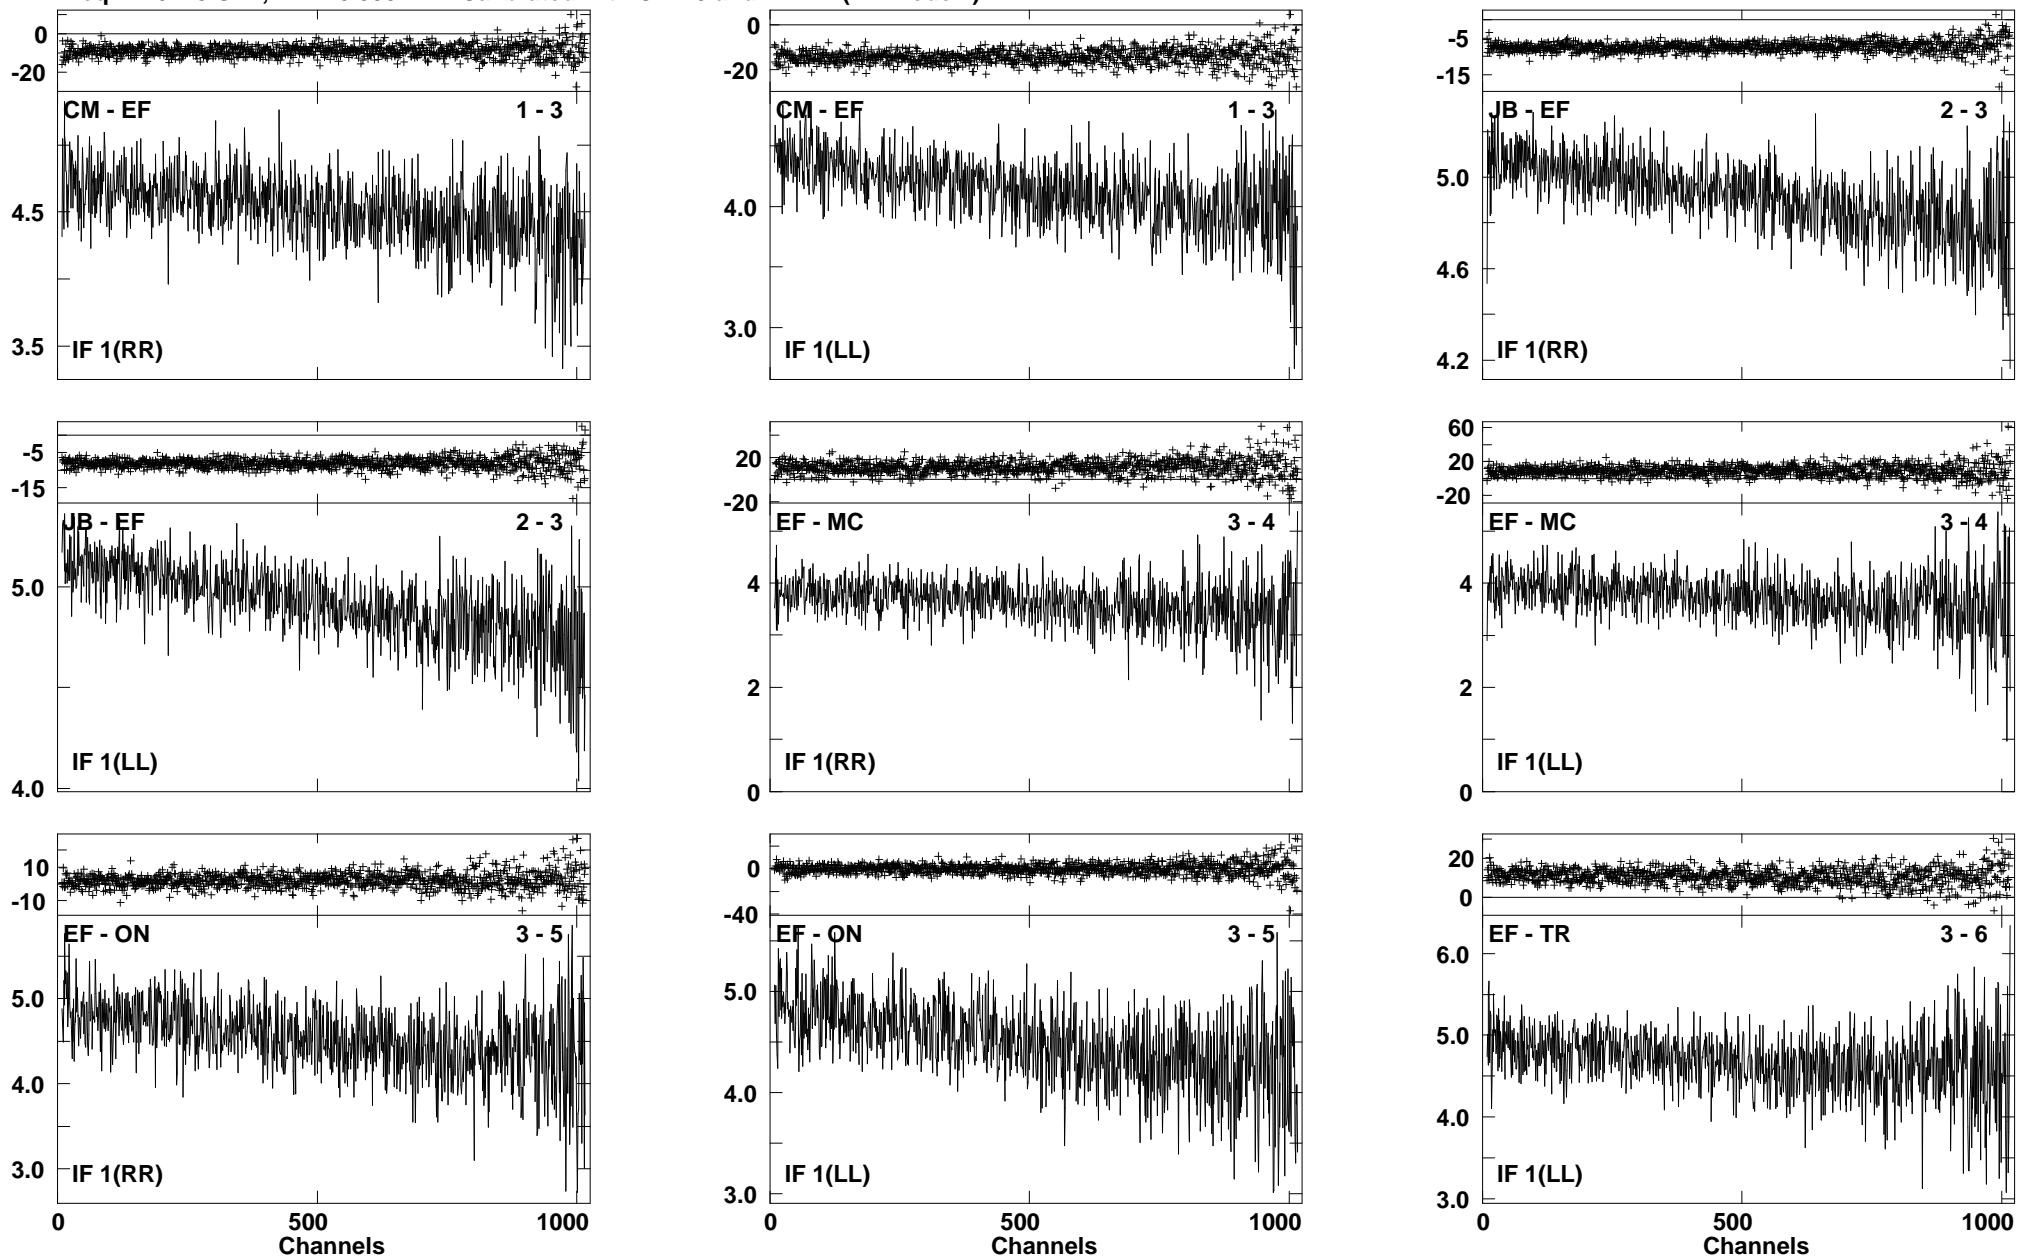 0
-20
CM - EF 1 - 3
4.5
3.5
IF 1(RR)
0
-20
CM - EF 1 - 3
4.0
3.0
IF 1(LL)
-5
-15
JB - EF 2 - 3
5.0
4.6
4.2
IF 1(RR)
-5
-15
JB - EF 2 - 3
5.0
4.0
IF 1(LL)
20
-20
EF - MC 3 - 4
4
2
0
IF 1(RR)
60
20
-20
EF - MC 3 - 4
4
2
0
IF 1(LL)
10
-10
EF - ON 3 - 5
5.0
4.0
3.0
IF 1(RR)
0 500 1000
Channels
0
-40
EF - ON 3 - 5
5.0
4.0
3.0
IF 1(LL)
0 500 1000
Channels
20
0
EF - TR 3 - 6
6.0
5.0
4.0
3.0
IF 1(LL)
0 500 1000
Channels